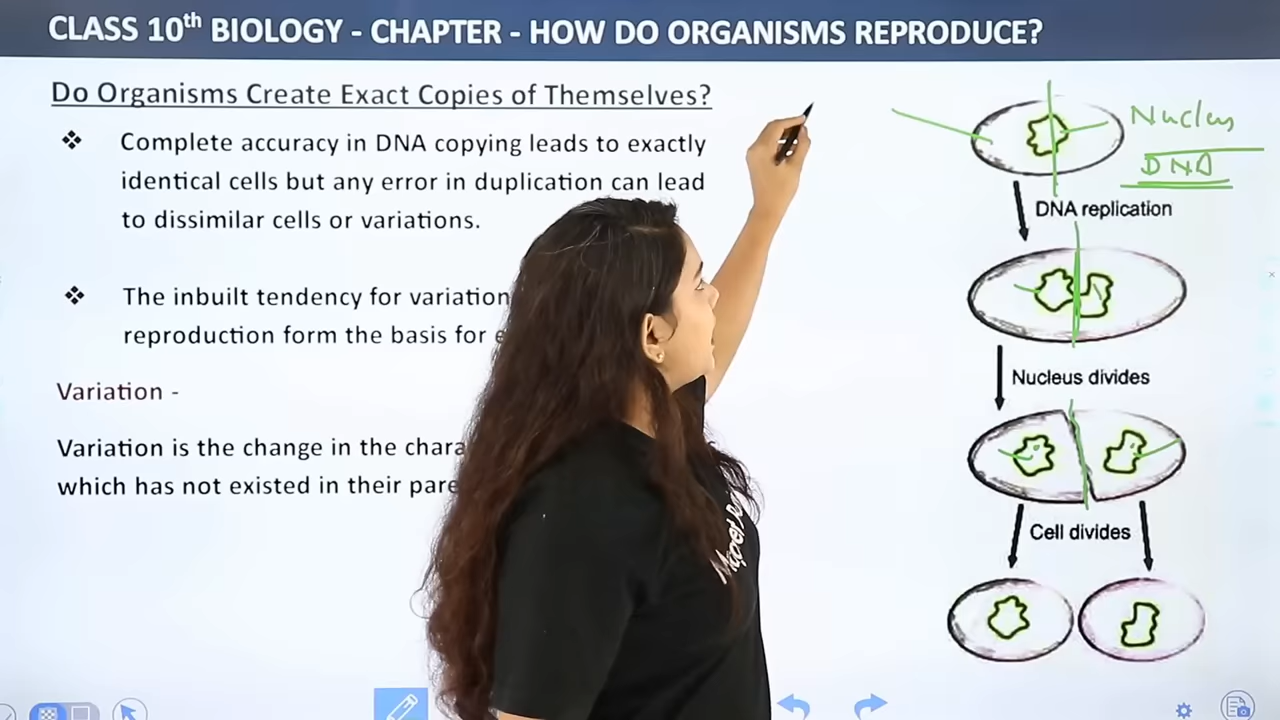 CLASS 10th BIOLOGY - CHAPTER - HOW DO ORGANISMS REPRODUCE?
Do Organisms Create Exact Copies of Themselves?
❖ Complete accuracy in DNA copying leads to exactly
identical cells but any error in duplication can lead
to dissimilar cells or variations.
❖ The inbuilt tendency for variation
reproduction form the basis for
Variation -
Variation is the change in the
which has not existed in their
Nucleus
DNA
DNA replication
Nucleus divides
Cell divides